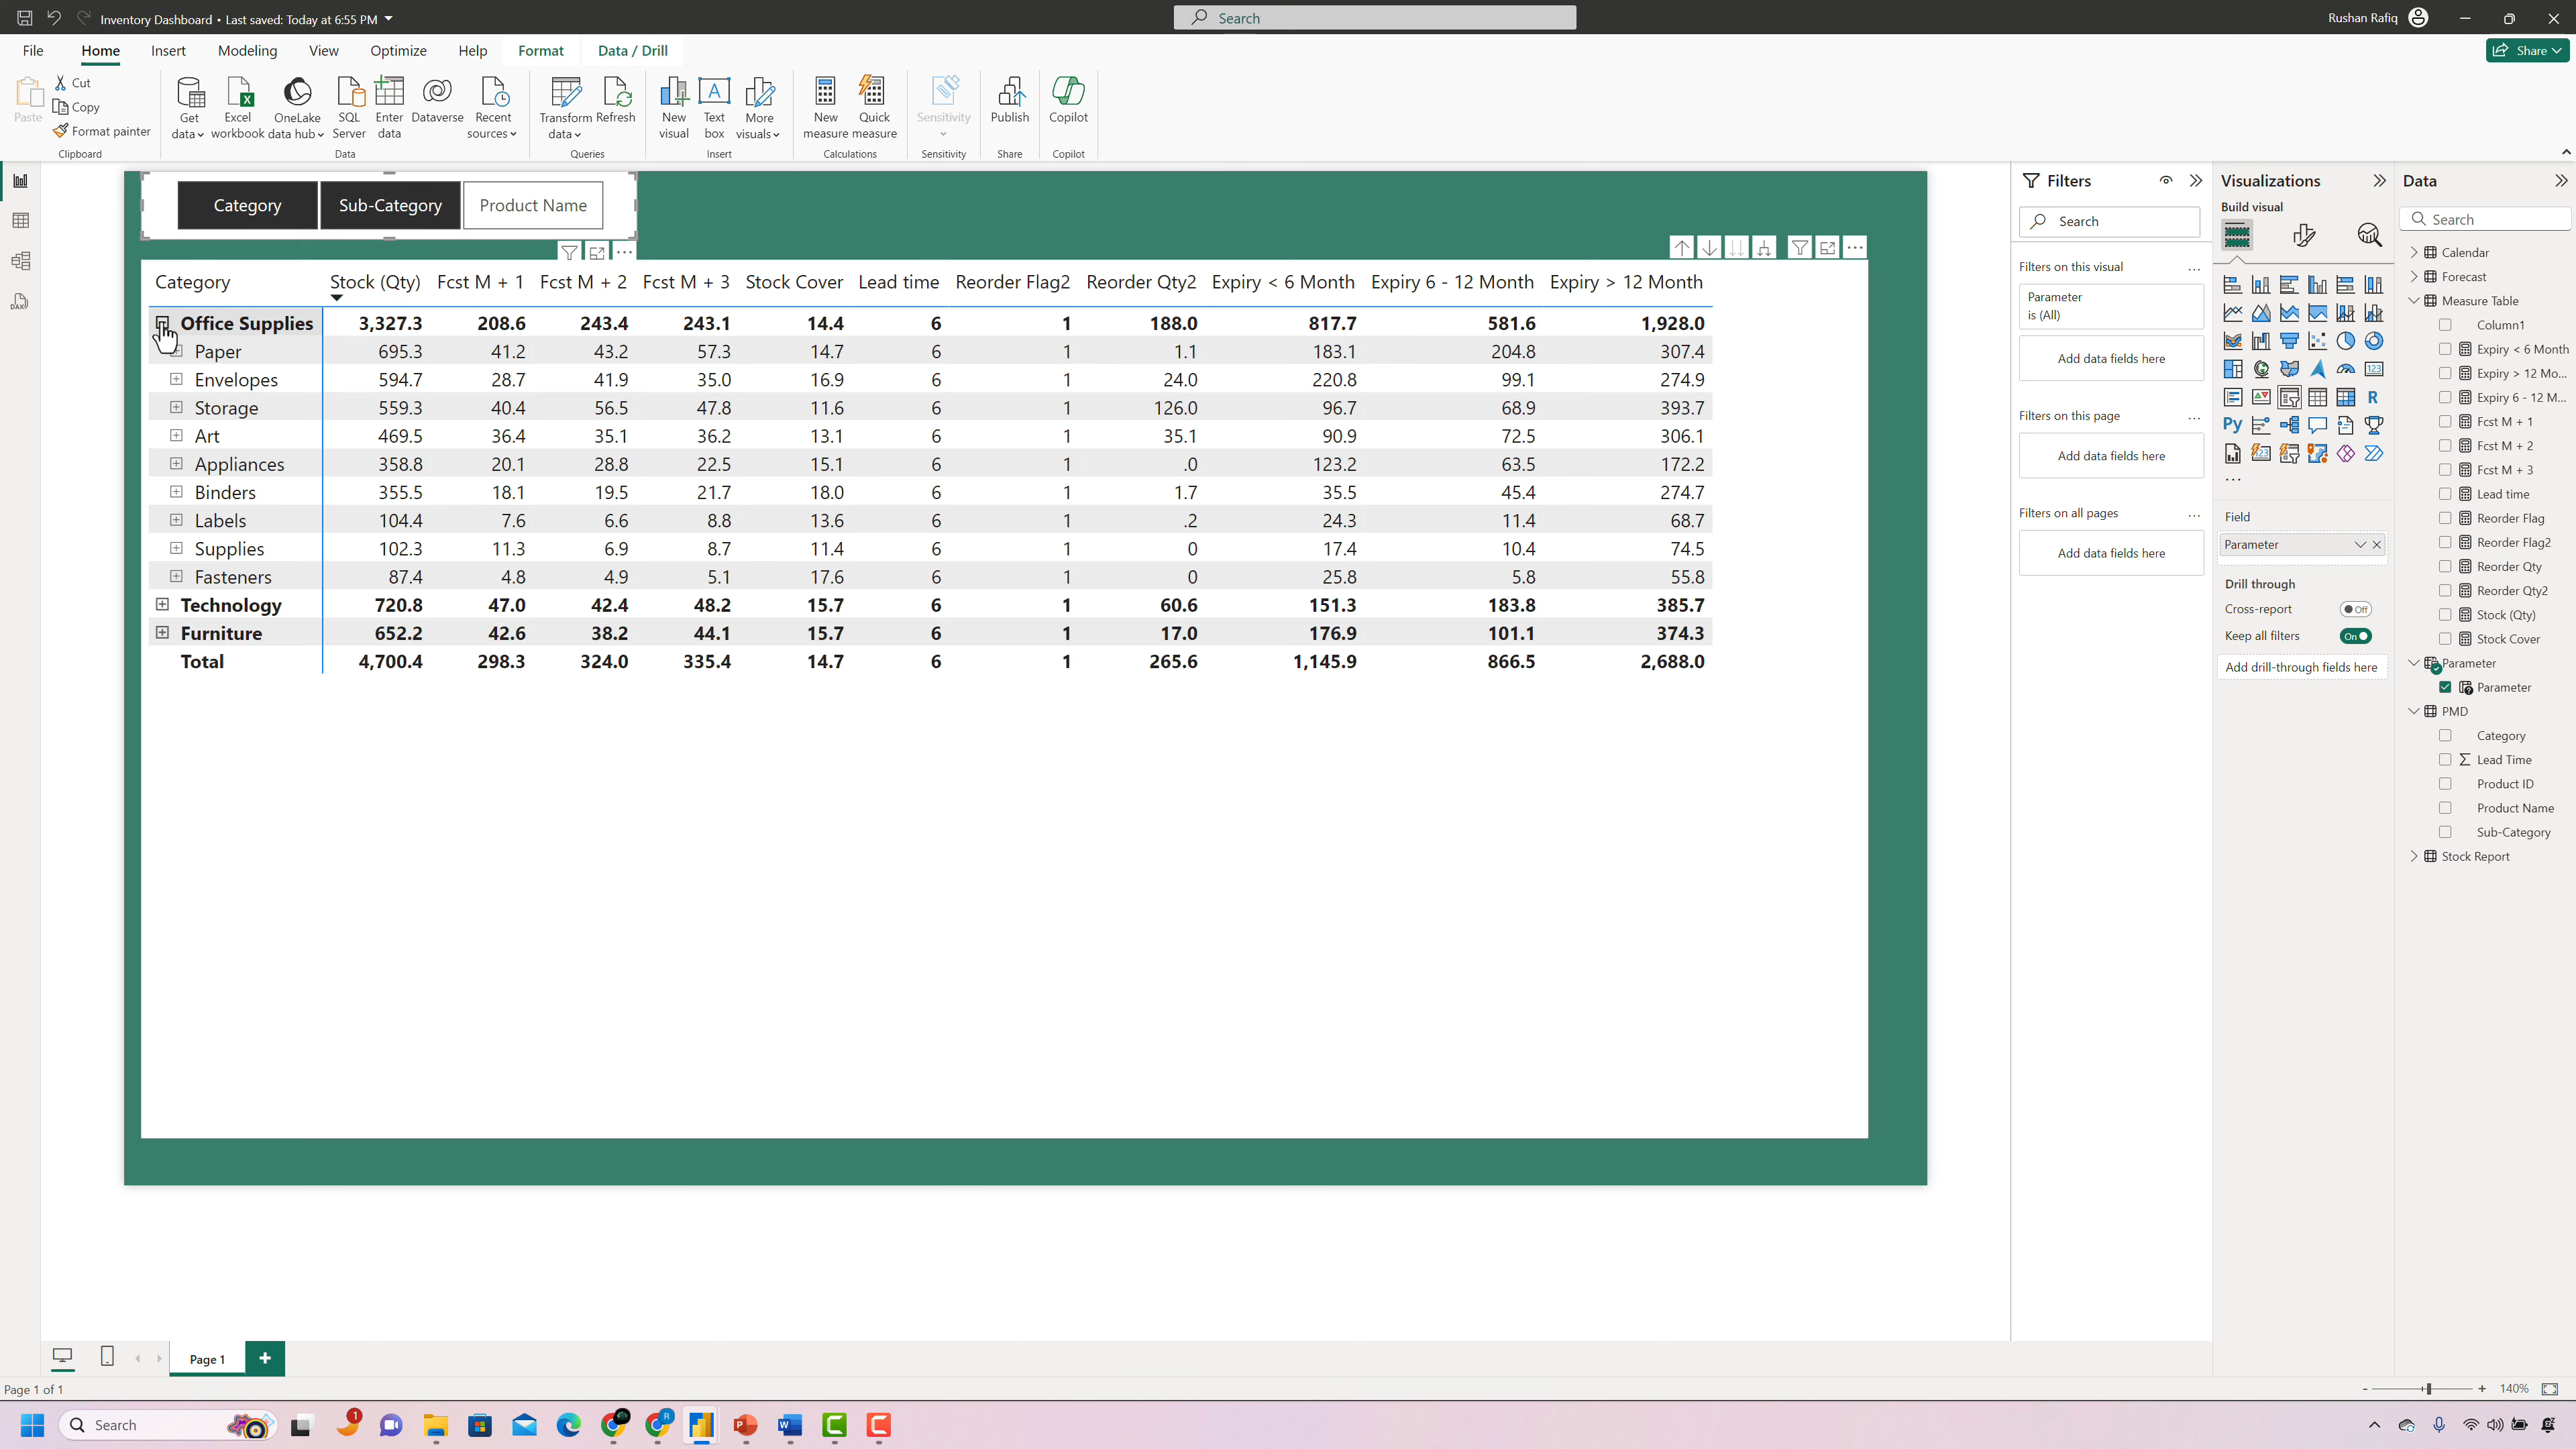 Inventory Dashboard • Last saved: Today at 6:55 PM
Search
Rushan Rafiq
File Home Insert Modeling View Optimize Help Format Data / Drill
Share
Paste
Cut
Copy
Format painter
Clipboard
Get data
Excel workbook
OneLake data hub
SQL Server
Enter data
Dataverse
Recent sources
Data
Transform data
Refresh
Queries
New visual
Text box
More visuals
Insert
New measure
Quick measure
Calculations
Sensitivity
Sensitivity
Publish
Share
Copilot
Copilot
Category Sub-Category Product Name
Category Stock (Qty) Fcst M + 1 Fcst M + 2 Fcst M + 3 Stock Cover Lead time Reorder Flag2 Reorder Qty2 Expiry < 6 Month Expiry 6 - 12 Month Expiry > 12 Month
Office Supplies 3,327.3 208.6 243.4 243.1 14.4 6 1 188.0 817.7 581.6 1,928.0
Paper 695.3 41.2 43.2 57.3 14.7 6 1 1.1 183.1 204.8 307.4
Envelopes 594.7 28.7 41.9 35.0 16.9 6 1 24.0 220.8 99.1 274.9
Storage 559.3 40.4 56.5 47.8 11.6 6 1 126.0 96.7 68.9 393.7
Art 469.5 36.4 35.1 36.2 13.1 6 1 35.1 90.9 72.5 306.1
Appliances 358.8 20.1 28.8 22.5 15.1 6 1 .0 123.2 63.5 172.2
Binders 355.5 18.1 19.5 21.7 18.0 6 1 1.7 35.5 45.4 274.7
Labels 104.4 7.6 6.6 8.8 13.6 6 1 .2 24.3 11.4 68.7
Supplies 102.3 11.3 6.9 8.7 11.4 6 1 0 17.4 10.4 74.5
Fasteners 87.4 4.8 4.9 5.1 17.6 6 1 0 25.8 5.8 55.8
Technology 720.8 47.0 42.4 48.2 15.7 6 1 60.6 151.3 183.8 385.7
Furniture 652.2 42.6 38.2 44.1 15.7 6 1 17.0 176.9 101.1 374.3
Total 4,700.4 298.3 324.0 335.4 14.7 6 1 265.6 1,145.9 866.5 2,688.0
Filters
Search
Filters on this visual
Parameter
is (All)
Add data fields here
Filters on this page
Add data fields here
Filters on all pages
Add data fields here
Visualizations
Build visual
123
R
Py
123
Field
Parameter
Drill through
Cross-report Off
Keep all filters On
Add drill-through fields here
Data
Search
Calendar
Forecast
Measure Table
Column1
Expiry < 6 Month
Expiry > 12 Mo...
Expiry 6 - 12 M...
Fcst M + 1
Fcst M + 2
Fcst M + 3
Lead time
Reorder Flag
Reorder Flag2
Reorder Qty
Reorder Qty2
Stock (Qty)
Stock Cover
Parameter
Parameter
PMD
Category
Lead Time
Product ID
Product Name
Sub-Category
Stock Report
DAX
Page 1
Page 1 of 1
140%
Search
1